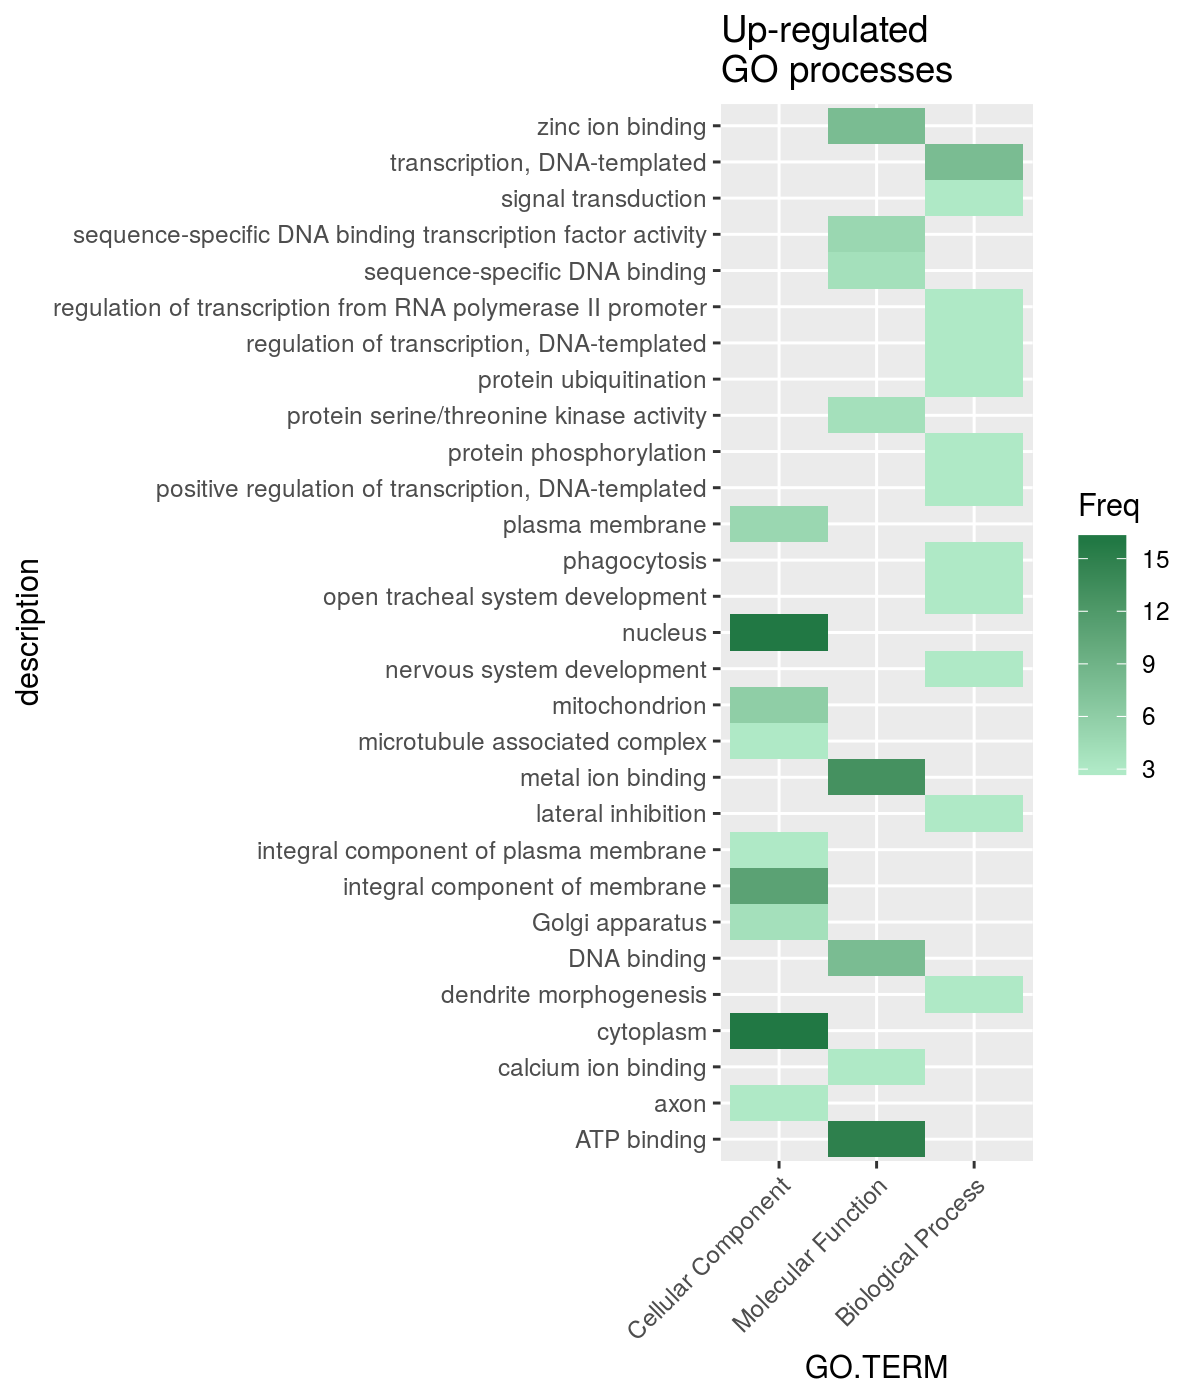 Up-regulated
GO processes
description
zinc ion binding
transcription, DNA-templated
signal transduction
sequence-specific DNA binding transcription factor activity
sequence-specific DNA binding
regulation of transcription from RNA polymerase II promoter
regulation of transcription, DNA-templated
protein ubiquitination
protein serine/threonine kinase activity
protein phosphorylation
positive regulation of transcription, DNA-templated
plasma membrane
phagocytosis
open tracheal system development
nucleus
nervous system development
mitochondrion
microtubule associated complex
metal ion binding
lateral inhibition
integral component of plasma membrane
integral component of membrane
Golgi apparatus
DNA binding
dendrite morphogenesis
cytoplasm
calcium ion binding
axon
ATP binding
Cellular Component
Molecular Function
Biological Process
GO.TERM
Freq
15
12
9
6
3